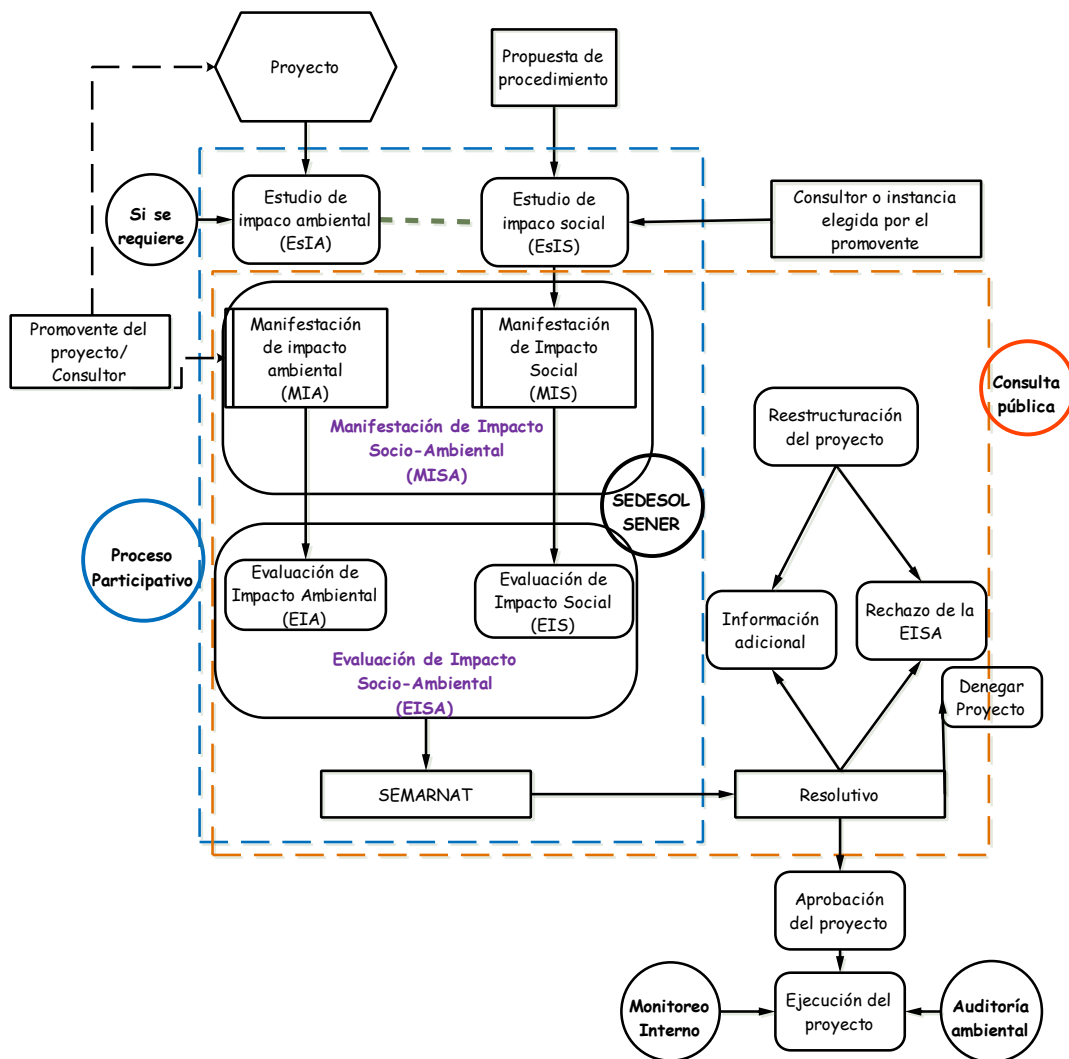 Proyecto
Propuesta de
procedimiento
Si se
requiere
Estudio de
impaco ambiental
(EsIA)
Estudio de
impaco social
(EsIS)
Consultor o instancia
elegida por el
promovente
Promovente del
proyecto/
Consultor
Manifestación
de impacto
ambiental
(MIA)
Manifestación
de Impacto
Social
(MIS)
Manifestación de Impacto
Socio-Ambiental
(MISA)
Consulta
pública
Reestructuración
del proyecto
SEDESOL
SENER
Proceso
Participativo
Evaluación de
Impacto Ambiental
(EIA)
Evaluación de
Impacto Social
(EIS)
Evaluación de Impacto
Socio-Ambiental
(EISA)
Información
adicional
Rechazo de la
EISA
Denegar
Proyecto
SEMARNAT
Resolutivo
Aprobación
del proyecto
Monitoreo
Interno
Ejecución del
proyecto
Auditoría
ambiental